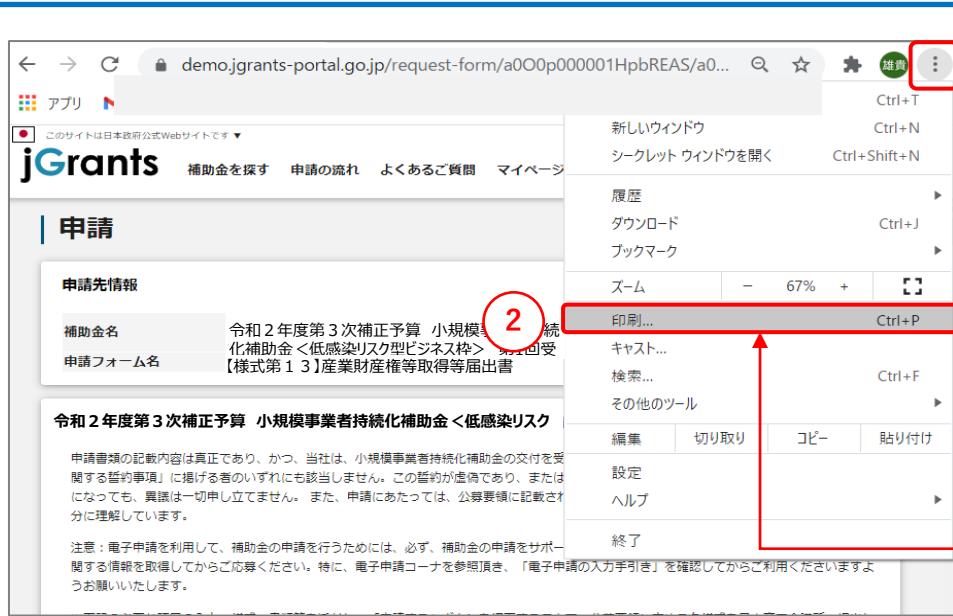 demo.jgrants-portal.go.jp/request-form/a0O0p000001HpbREAS/a0...
雄貴
アプリ
Ctrl+T
新しいウィンドウ Ctrl+N
シークレット ウィンドウを開く Ctrl+Shift+N
履歴
ダウンロード Ctrl+J
ブックマーク
ズーム - 67% +
印刷... Ctrl+P
キャスト...
検索... Ctrl+F
その他のツール
編集 切り取り コピー 貼り付け
設定
ヘルプ
終了
このサイトは日本政府公式Webサイトです ▼
jGrants 補助金を探す 申請の流れ よくあるご質問 マイページ
申請
申請先情報
2
補助金名 令和２年度第３次補正予算 小規模事 続
化補助金＜低感染リスク型ビジネス枠＞ 第1回受
申請フォーム名 【様式第１３】産業財産権等取得等届出書
令和２年度第３次補正予算 小規模事業者持続化補助金＜低感染リスク
申請書類の記載内容は真正であり、かつ、当社は、小規模事業者持続化補助金の交付を受
関する誓約事項」に掲げる者のいずれにも該当しません。この誓約が虚偽であり、または
になっても、異議は一切申し立てません。 また、申請にあたっては、公募要領に記載され
分に理解しています。
注意：電子申請を利用して、補助金の申請を行うためには、必ず、補助金の申請をサポー
関する情報を取得してからご応募ください。特に、電子申請コーナを参照頂き、「電子申請の入力手引き」を確認してからご利用くださいますよ
うお願いいたします。